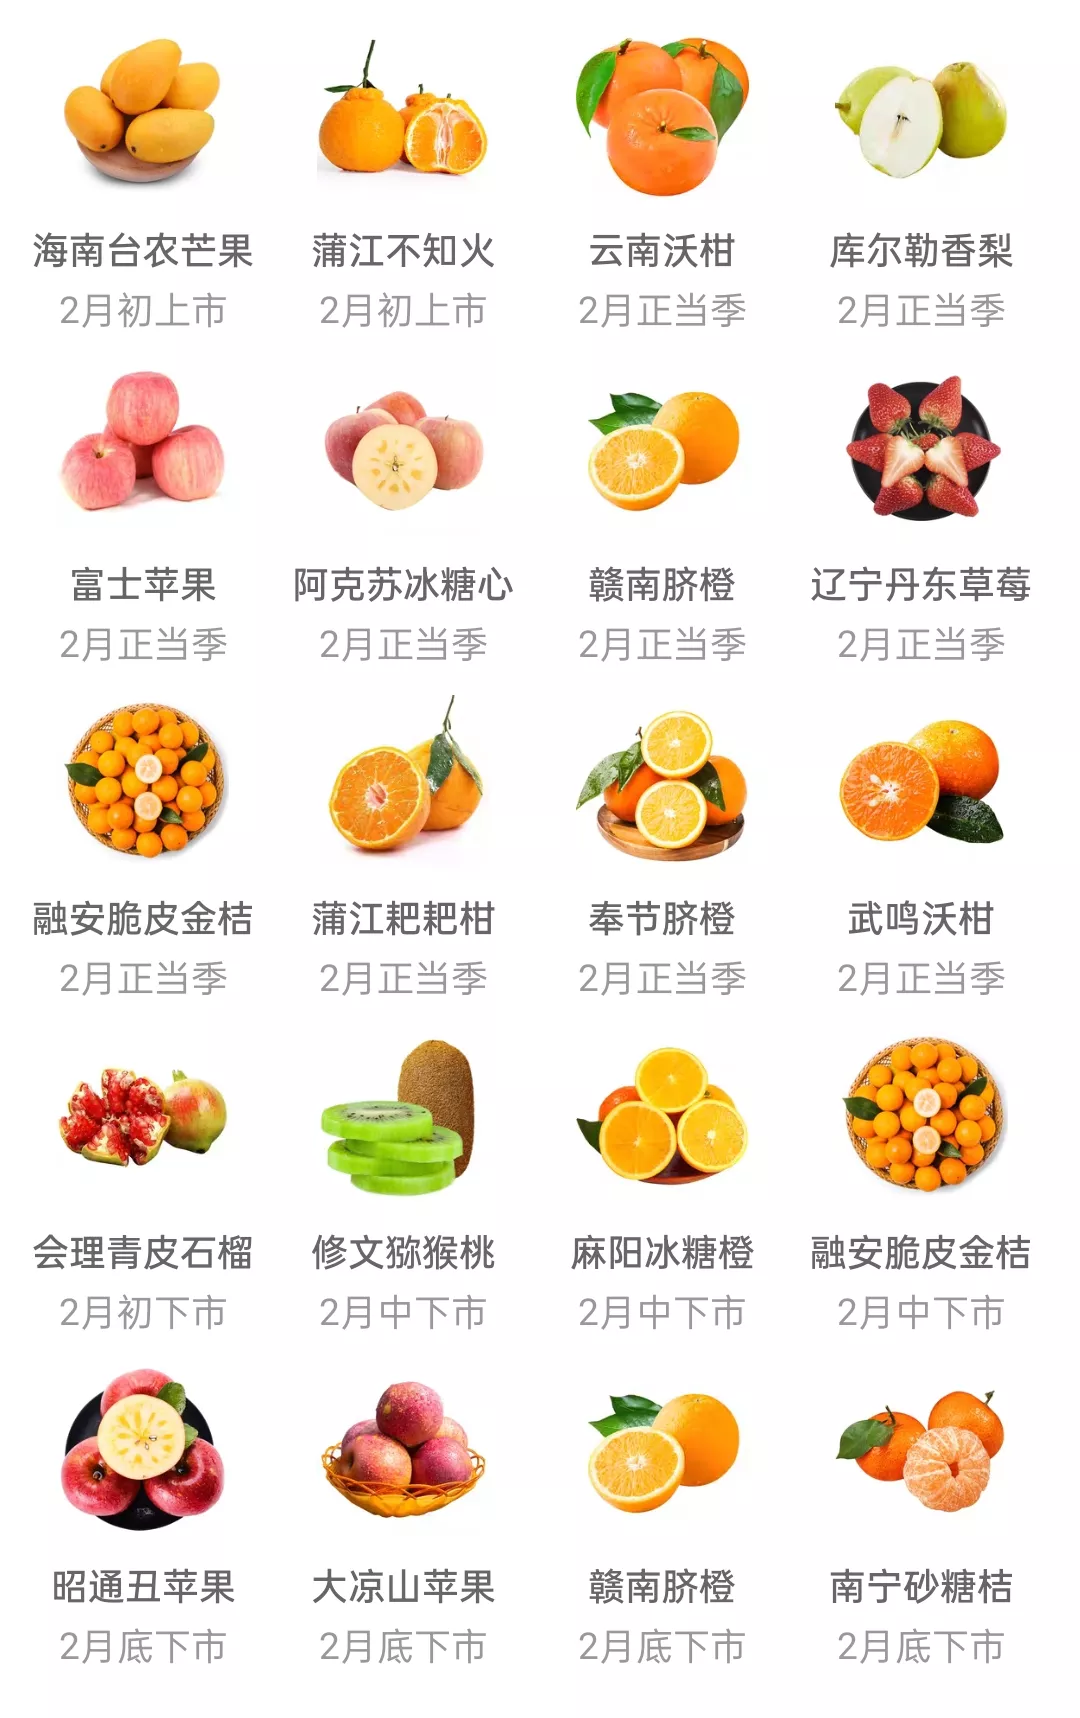 海南台农芒果
蒲江不知火
云南沃柑
库尔勒香梨
2月初上市
2月初上市
2月正当季
2月正当季
富士苹果
阿克苏冰糖心
赣南脐橙
辽宁丹东草莓
2月正当季
2月正当季
2月正当季
2月正当季
融安脆皮金桔
蒲江耙耙柑
奉节脐橙
武鸣沃柑
2月正当季
2月正当季
2月正当季
2月正当季
会理青皮石榴
修文猕猴桃
麻阳冰糖橙
融安脆皮金桔
2月初下市
2月中下市
2月中下市
2月中下市
昭通丑苹果
大凉山苹果
赣南脐橙
南宁砂糖桔
2月底下市
2月底下市
2月底下市
2月底下市